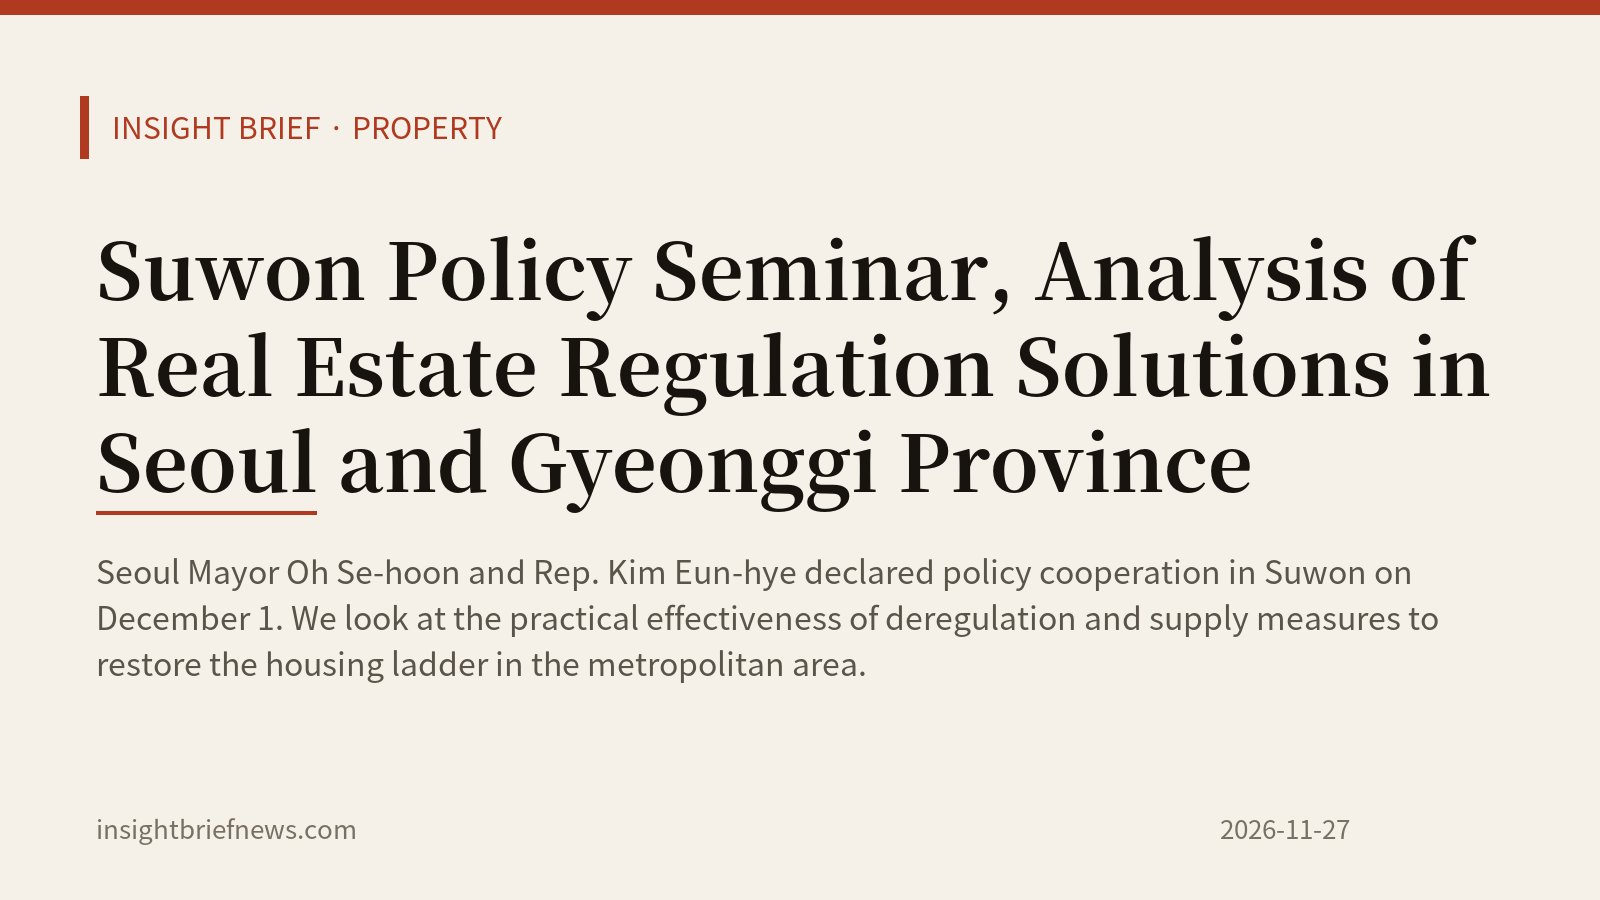 INSIGHT BRIEF · PROPERTY
Suwon Policy Seminar, Analysis of
Real Estate Regulation Solutions in
Seoul and Gyeonggi Province
Seoul Mayor Oh Se-hoon and Rep. Kim Eun-hye declared policy cooperation in Suwon on
December 1. We look at the practical effectiveness of deregulation and supply measures to
restore the housing ladder in the metropolitan area.
insightbriefnews.com
2026-11-27